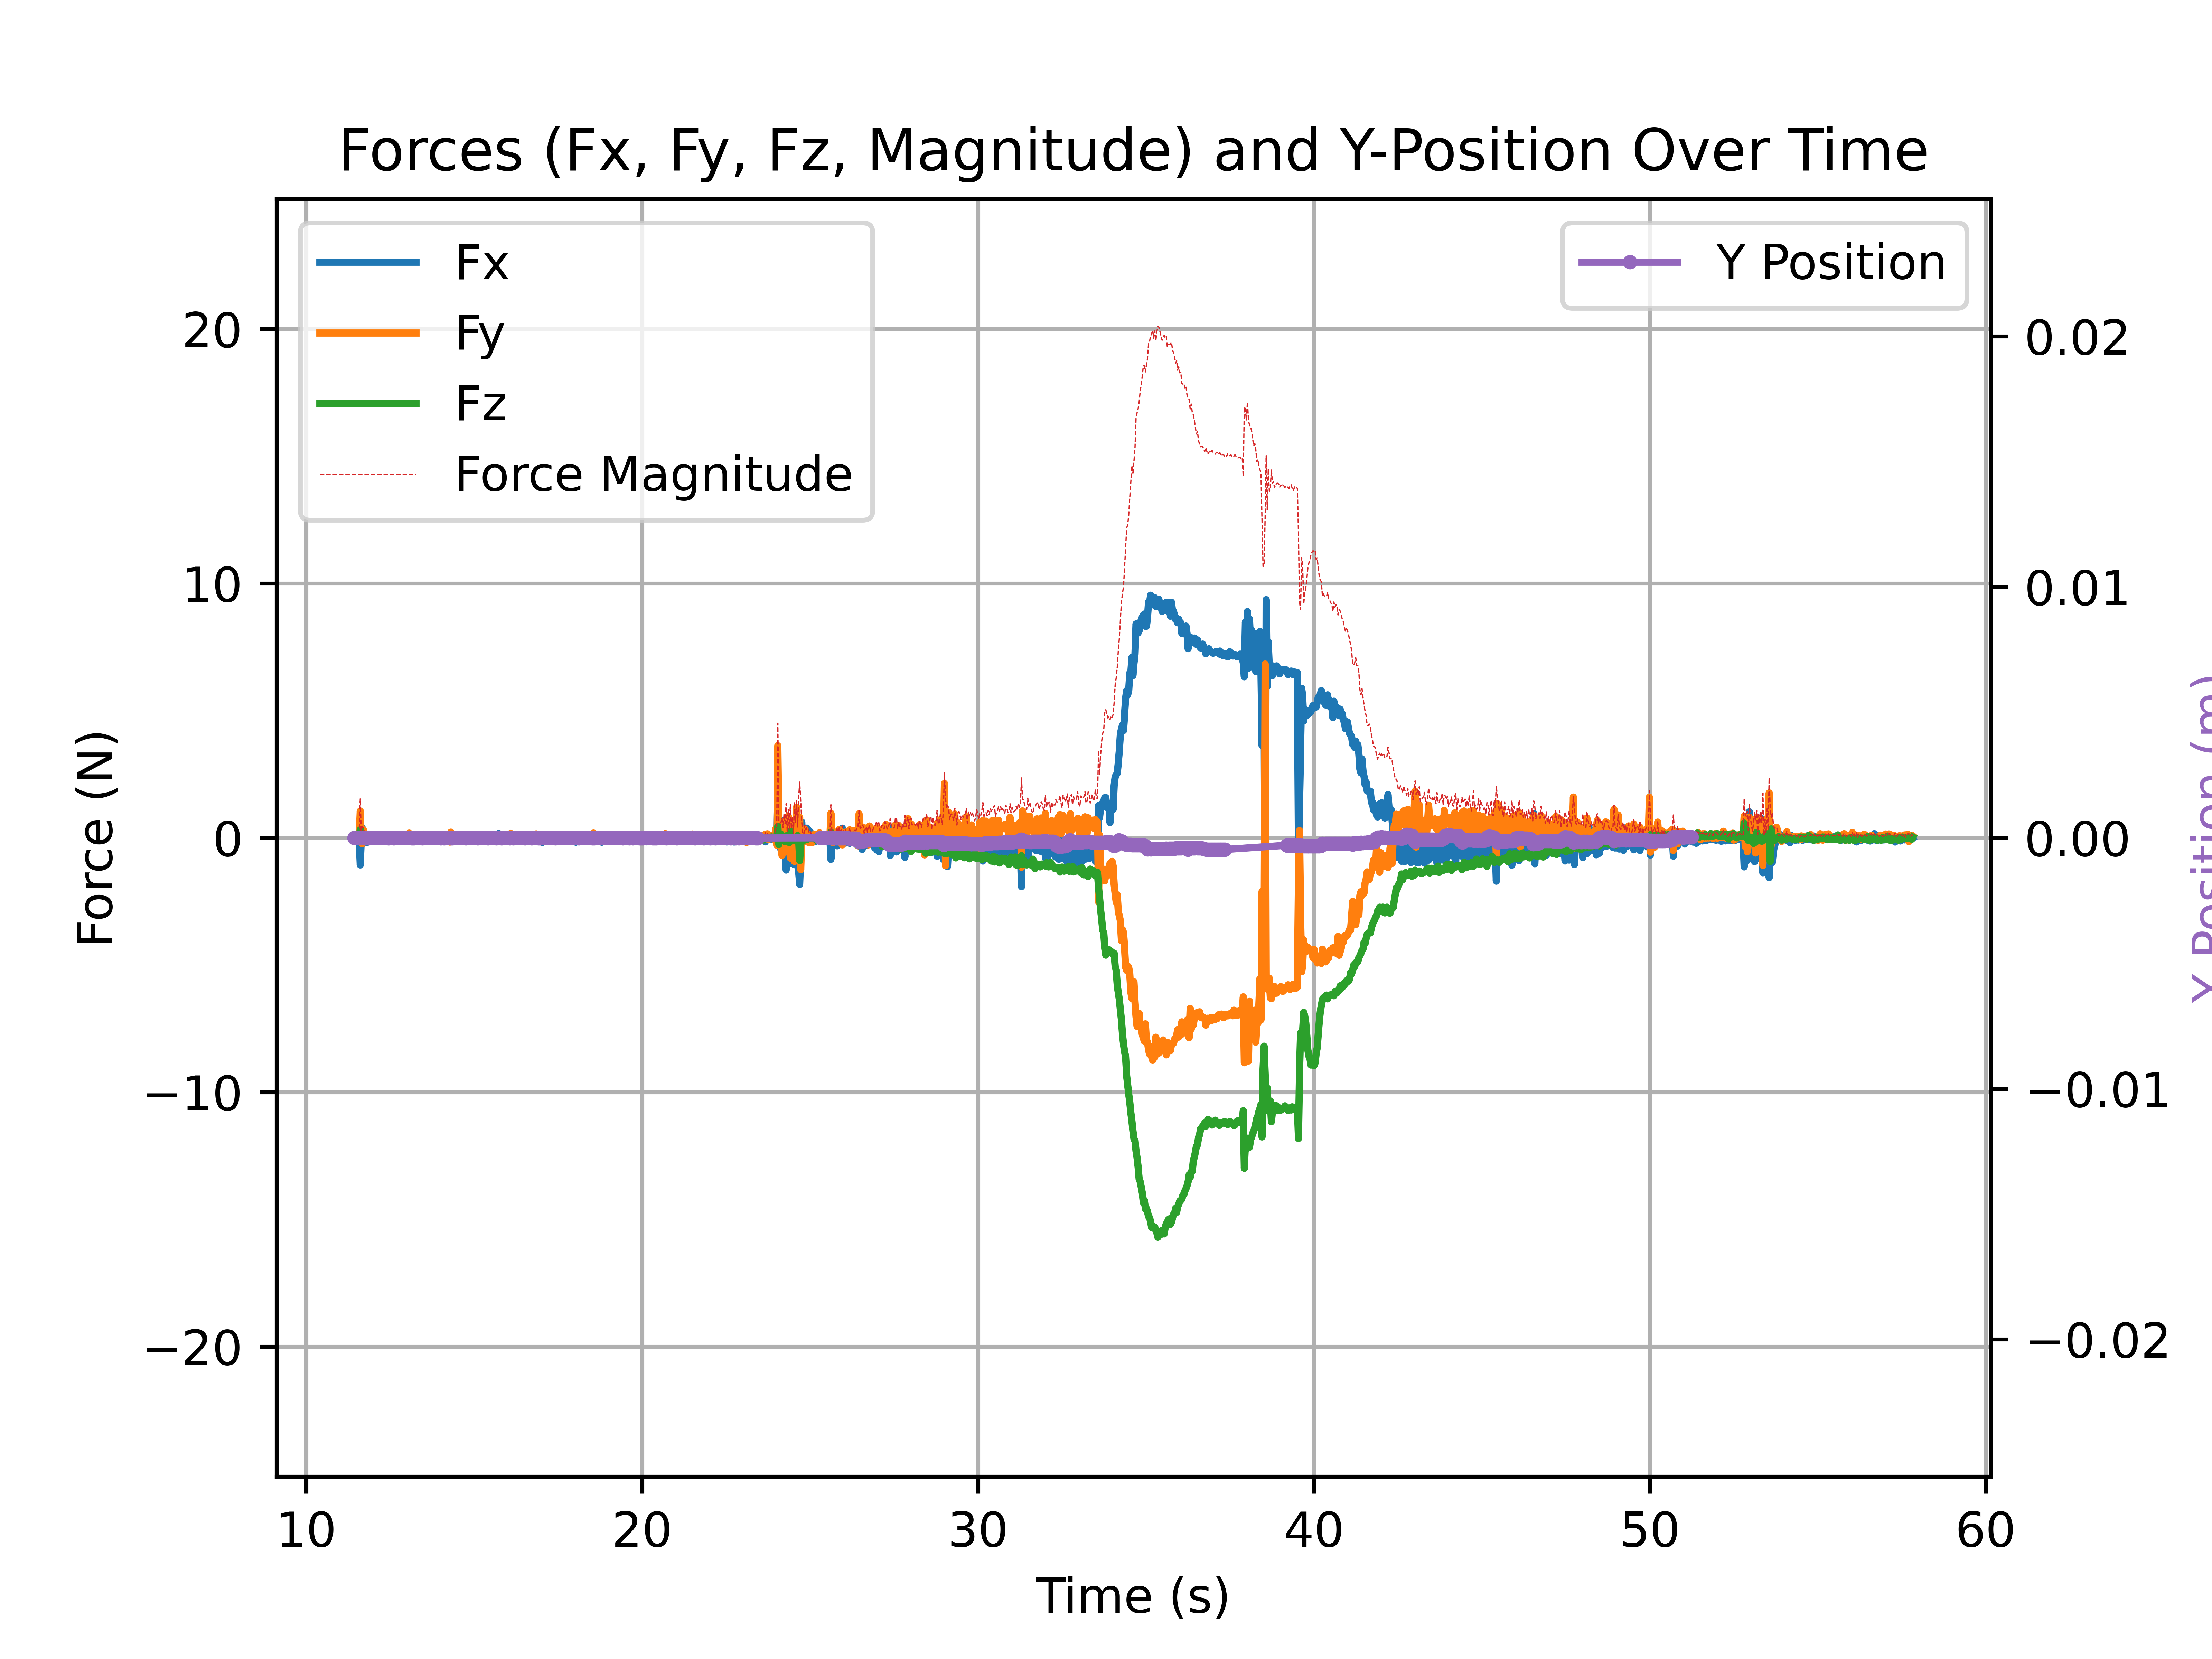 Forces (Fx, Fy, Fz, Magnitude) and Y-Position Over Time
Fx
Fy
Fz
Force Magnitude
Y Position
20
10
0
−10
−20
Force (N)
0.02
0.01
0.00
−0.01
−0.02
Y Position (m)
10
20
30
40
50
60
Time (s)